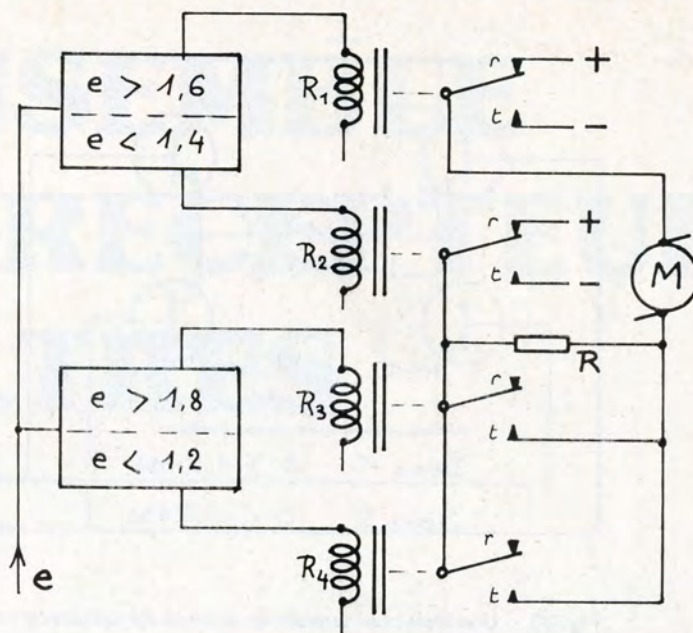 e > 1,6
e < 1,4
R1
r +
t −
R2
r +
t −
M
R
e > 1,8
e < 1,2
R3
r
t
R4
r
t
e